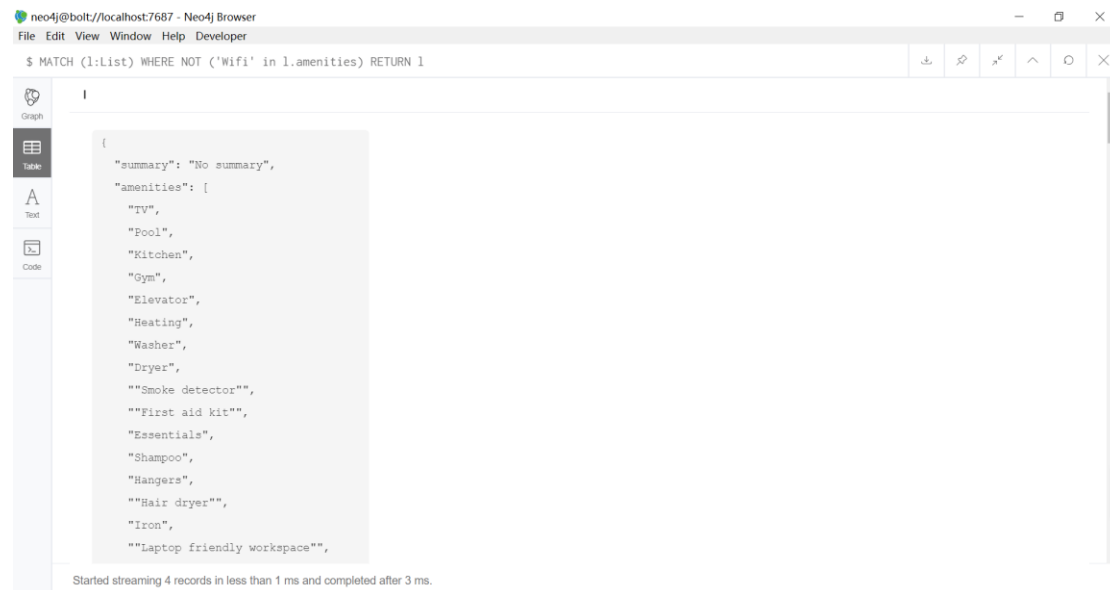 neo4j@bolt://localhost:7687 - Neo4j Browser
File Edit View Window Help Developer
$ MATCH (l:List) WHERE NOT ('Wifi' in l.amenities) RETURN l
Graph
Table
A
Text
Code
l
{
"summary": "No summary",
"amenities": [
"TV",
"Pool",
"Kitchen",
"Gym",
"Elevator",
"Heating",
"Washer",
"Dryer",
""Smoke detector"",
""First aid kit"",
"Essentials",
"Shampoo",
"Hangers",
""Hair dryer"",
"Iron",
""Laptop friendly workspace"",
Started streaming 4 records in less than 1 ms and completed after 3 ms.